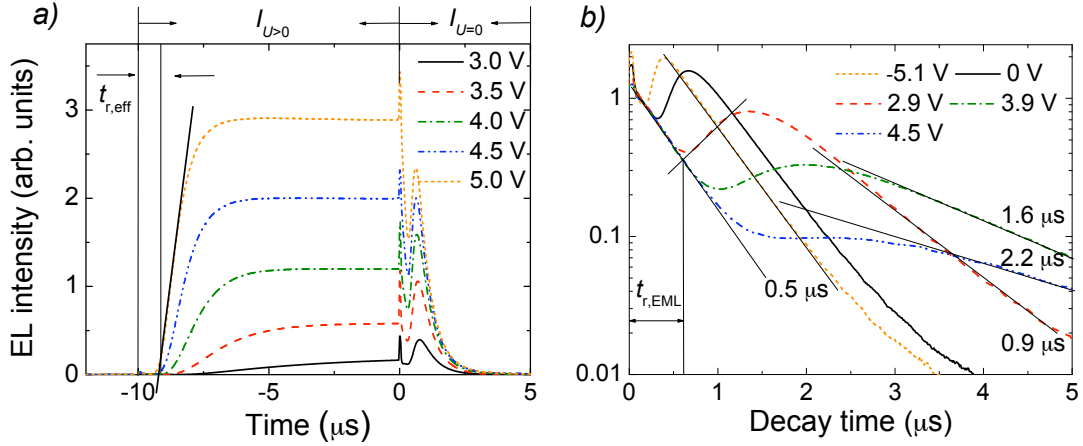 a)
I_{U>0}
I_{U=0}
t_{r,eff}
3.0 V
3.5 V
4.0 V
4.5 V
5.0 V
3
2
1
0
EL intensity (arb. units)
-10
-5
0
5
Time (μs)
b)
-5.1 V
0 V
2.9 V
3.9 V
4.5 V
1
0.1
0.01
1.6 μs
2.2 μs
0.5 μs
0.9 μs
t_{r,EML}
0
1
2
3
4
5
Decay time (μs)